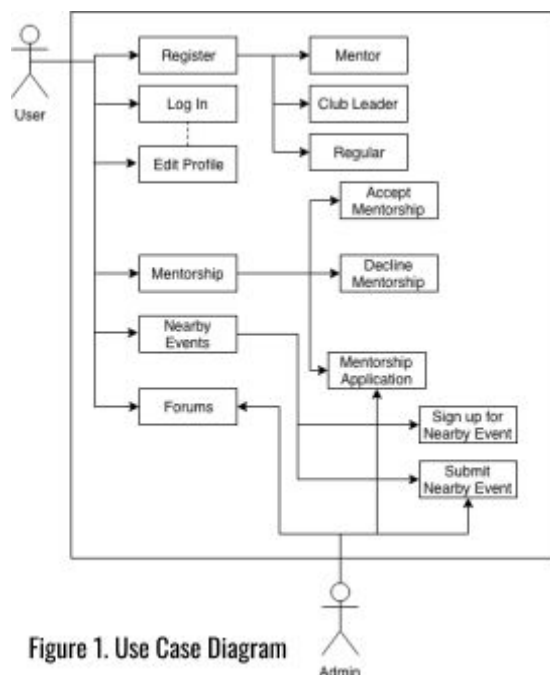 Register
Mentor
User
Log In
Club Leader
Edit Profile
Regular
Accept
Mentorship
Mentorship
Decline
Mentorship
Nearby
Events
Mentorship
Application
Forums
Sign up for
Nearby Event
Submit
Nearby Event
Figure 1. Use Case Diagram
Admin